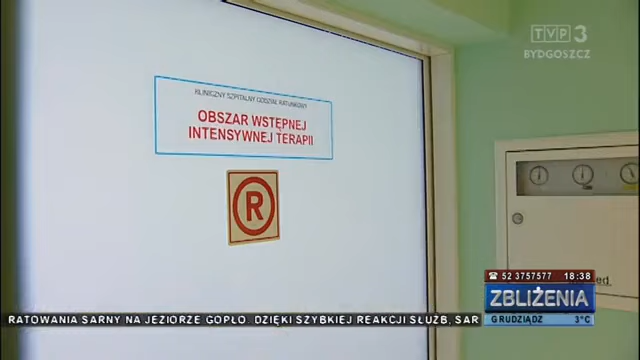 TVP 3
BYDGOSZCZ
KLINICZNY SZPITALNY ODDZIAŁ RATUNKOWY
OBSZAR WSTĘPNEJ
INTENSYWNEJ TERAPII
R
52 3757577 18:38
ZBLIŻENIA
GRUDZIĄDZ 3°C
RATOWANIA SARNY NA JEZIORZE GOPŁO. DZIĘKI SZYBKIEJ REAKCJI SŁUŻB, SAR